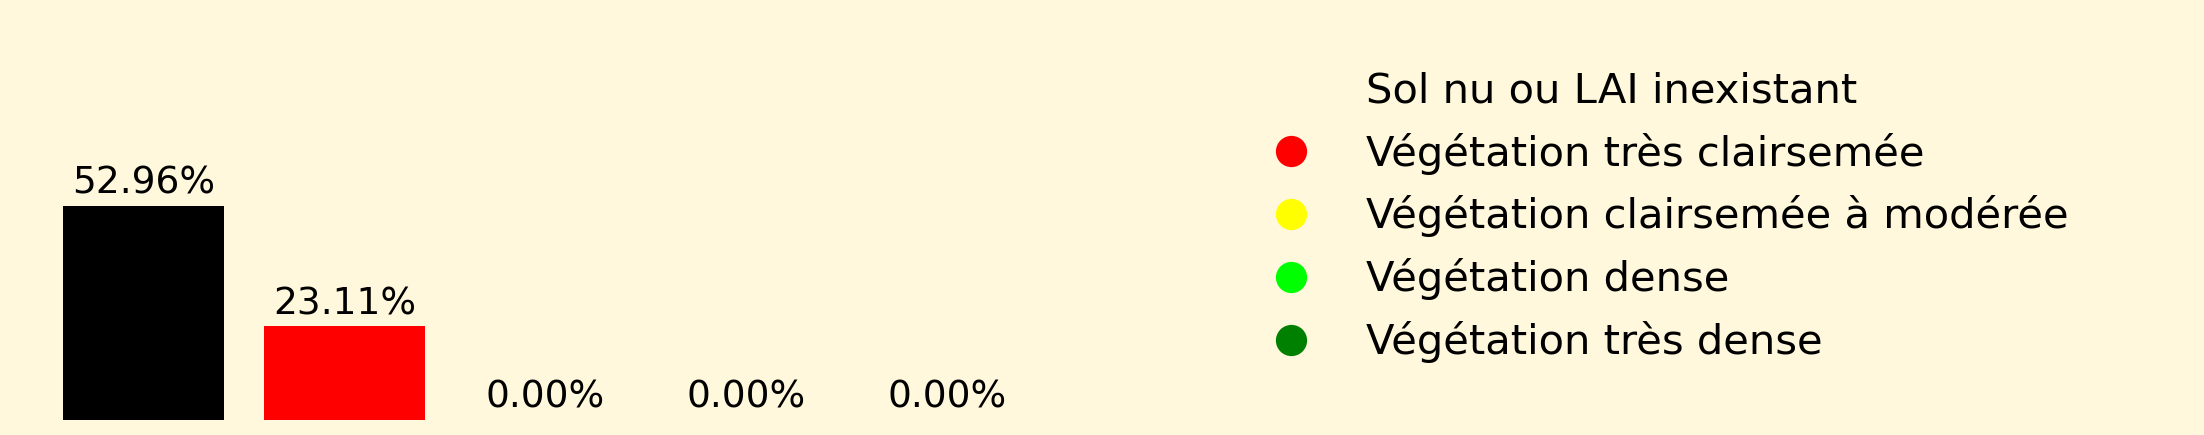 52.96%
23.11%
0.00%
0.00%
0.00%
Sol nu ou LAI inexistant
Végétation très clairsemée
Végétation clairsemée à modérée
Végétation dense
Végétation très dense